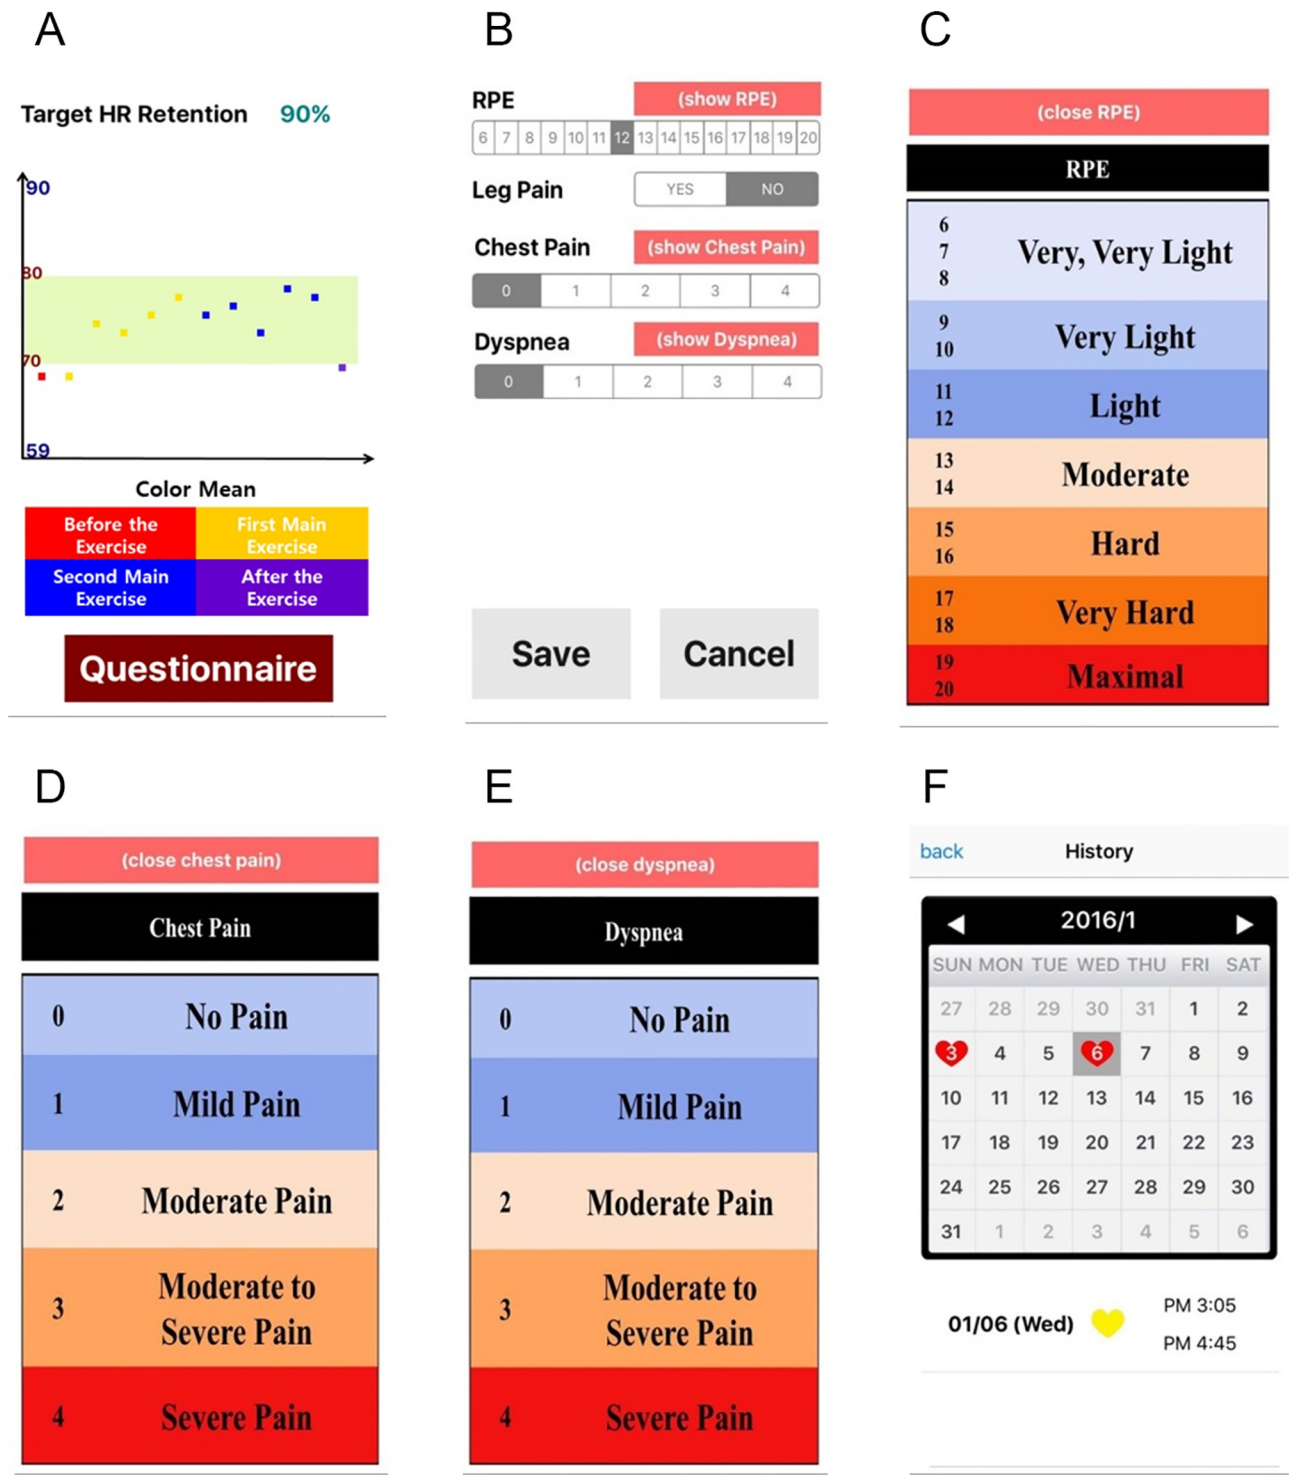 A
Target HR Retention 90%
90
80
70
59
Color Mean
Before the
Exercise
First Main
Exercise
Second Main
Exercise
After the
Exercise
Questionnaire
B
RPE (show RPE)
6 7 8 9 10 11 12 13 14 15 16 17 18 19 20
Leg Pain YES NO
Chest Pain (show Chest Pain)
0 1 2 3 4
Dyspnea (show Dyspnea)
0 1 2 3 4
Save Cancel
C
(close RPE)
RPE
6
7 Very, Very Light
8
9
10
Very Light
11
12
Light
13
14
Moderate
15
16
Hard
17
18
Very Hard
19
20
Maximal
D
(close chest pain)
Chest Pain
0 No Pain
1 Mild Pain
2 Moderate Pain
3 Moderate to
Severe Pain
4 Severe Pain
E
(close dyspnea)
Dyspnea
0 No Pain
1 Mild Pain
2 Moderate Pain
3 Moderate to
Severe Pain
4 Severe Pain
F
back History
2016/1
SUN MON TUE WED THU FRI SAT
27 28 29 30 31 1 2
3 4 5 6 7 8 9
10 11 12 13 14 15 16
17 18 19 20 21 22 23
24 25 26 27 28 29 30
31 1 2 3 4 5 6
01/06 (Wed)
PM 3:05
PM 4:45